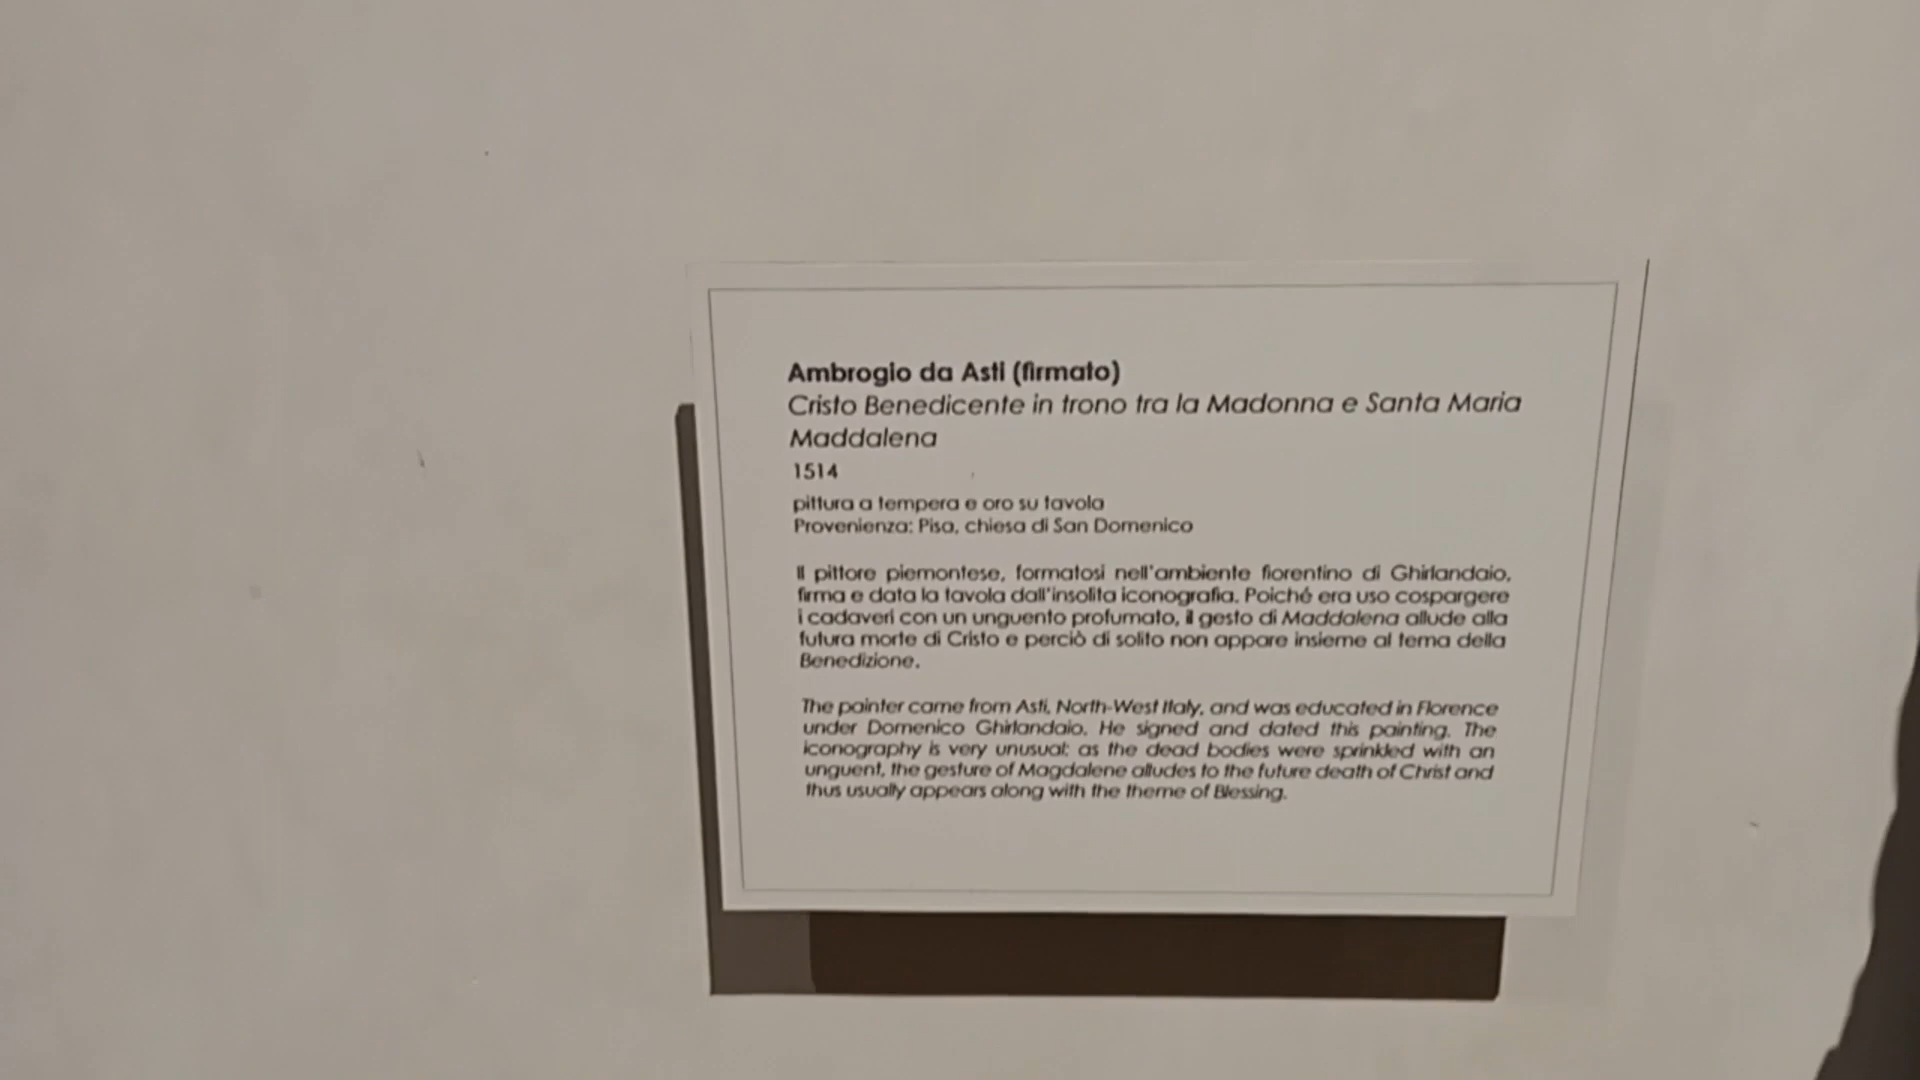 Ambrogio da Asti (firmato)
Cristo Benedicente in trono tra la Madonna e Santa Maria
Maddalena
1514
pittura a tempera e oro su tavola
Provenienza: Pisa, chiesa di San Domenico
Il pittore piemontese, formatosi nell'ambiente fiorentino di Ghirlandaio,
firma e data la tavola dall'insolita iconografia. Poiché era uso cospargere
i cadaveri con un unguento profumato, il gesto di Maddalena allude alla
futura morte di Cristo e perciò di solito non appare insieme al tema della
Benedizione.
The painter came from Asti, North-West Italy, and was educated in Florence
under Domenico Ghirlandaio. He signed and dated this painting. The
iconography is very unusual: as the dead bodies were sprinkled with an
unguent, the gesture of Magdalene alludes to the future death of Christ and
thus usually appears along with the theme of Blessing.